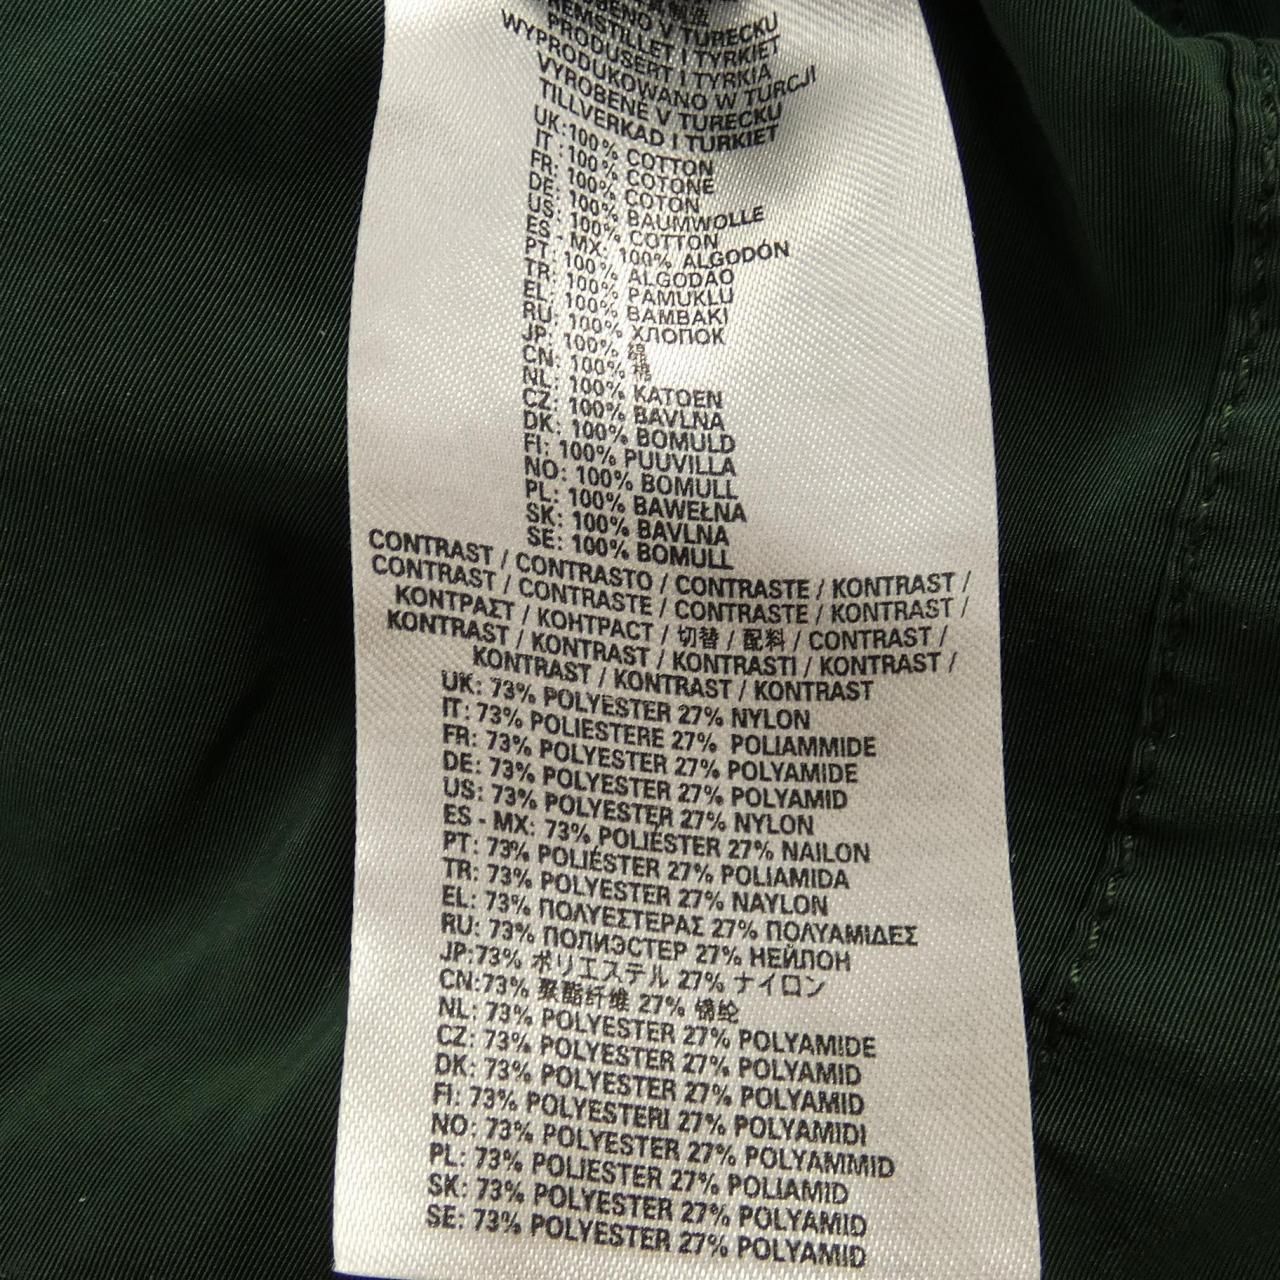 VYROBENO V TURECKU
FREMSTILLET I TYRKIET
PRODUSERT I TYRKIA
WYPRODUKOWANO W TURCJI
VYROBENÉ V TURECKU
TILLVERKAD I TURKIET
UK:100% COTTON
IT :100% COTONE
FR: 100% COTON
DE: 100% BAUMWOLLE
US: 100% COTTON
ES - MX: 100% ALGODÓN
PT: 100% ALGODÃO
TR: 100% PAMUKLU
EL: 100% ΒΑΜΒΑΚΙ
RU: 100% ХЛОПОК
JP: 100% 綿
CN: 100% 棉
NL: 100% KATOEN
CZ: 100% BAVLNA
DK: 100% BOMULD
FI: 100% PUUVILLA
NO: 100% BOMULL
PL: 100% BAWEŁNA
SK: 100% BAVLNA
SE: 100% BOMULL
CONTRAST / CONTRASTO / CONTRASTE / KONTRAST /
CONTRAST / CONTRASTE / CONTRASTE / KONTRAST /
ΚΟΝΤΡΑΣΤ / КОНТРАСТ / 切替 / 配料 / CONTRAST /
KONTRAST / KONTRAST / KONTRASTI / KONTRAST /
KONTRAST / KONTRAST / KONTRAST
UK: 73% POLYESTER 27% NYLON
IT: 73% POLIESTERE 27% POLIAMMIDE
FR: 73% POLYESTER 27% POLYAMIDE
DE: 73% POLYESTER 27% POLYAMID
US: 73% POLYESTER 27% NYLON
ES - MX: 73% POLIÉSTER 27% NAILON
PT: 73% POLIÉSTER 27% POLIAMIDA
TR: 73% POLYESTER 27% NAYLON
EL: 73% ΠΟΛΥΕΣΤΕΡΑΣ 27% ΠΟΛΥΑΜΙΔΕΣ
RU: 73% ПОЛИЭСТЕР 27% НЕЙЛОН
JP:73% ポリエステル 27% ナイロン
CN:73% 聚酯纤维 27% 锦纶
NL: 73% POLYESTER 27% POLYAMIDE
CZ: 73% POLYESTER 27% POLYAMID
DK: 73% POLYESTER 27% POLYAMID
FI: 73% POLYESTERI 27% POLYAMIDI
NO: 73% POLYESTER 27% POLYAMMID
PL: 73% POLIESTER 27% POLIAMID
SK: 73% POLYESTER 27% POLYAMID
SE: 73% POLYESTER 27% POLYAMID